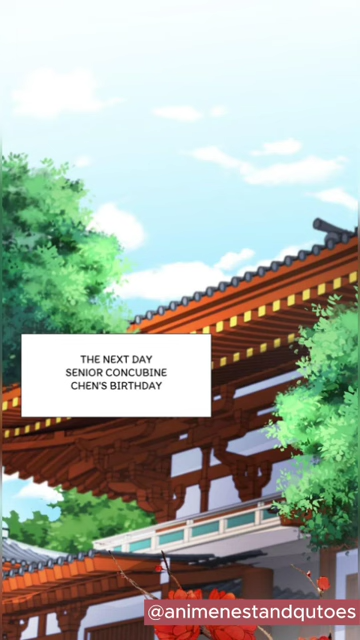 THE NEXT DAY
SENIOR CONCUBINE
CHEN'S BIRTHDAY
@animenestandqutoes